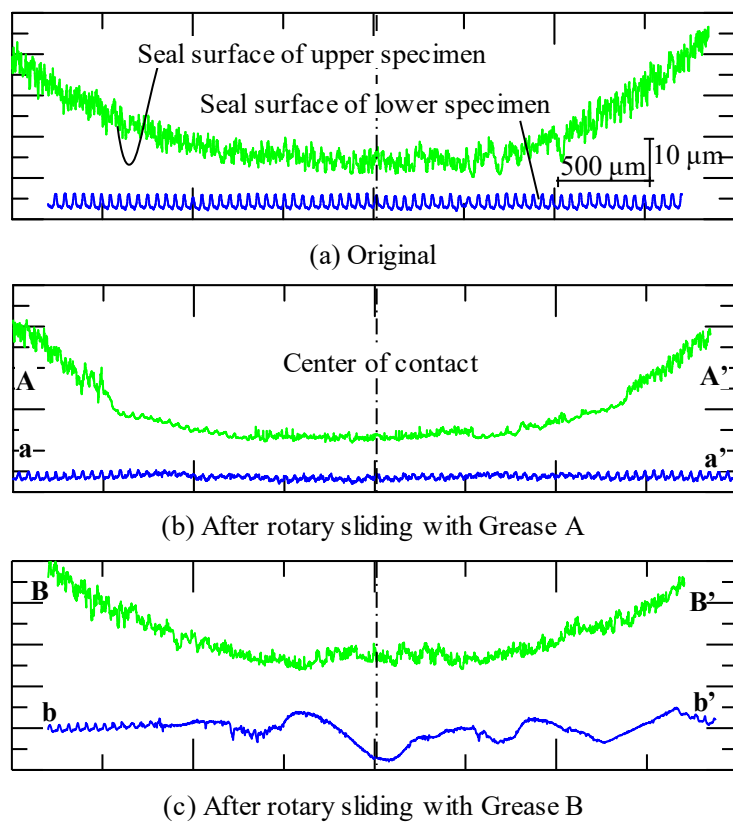 Seal surface of upper specimen
Seal surface of lower specimen
500 μm
10 μm
(a) Original
Center of contact
A
A’
a
a’
(b) After rotary sliding with Grease A
B
B’
b
b’
(c) After rotary sliding with Grease B